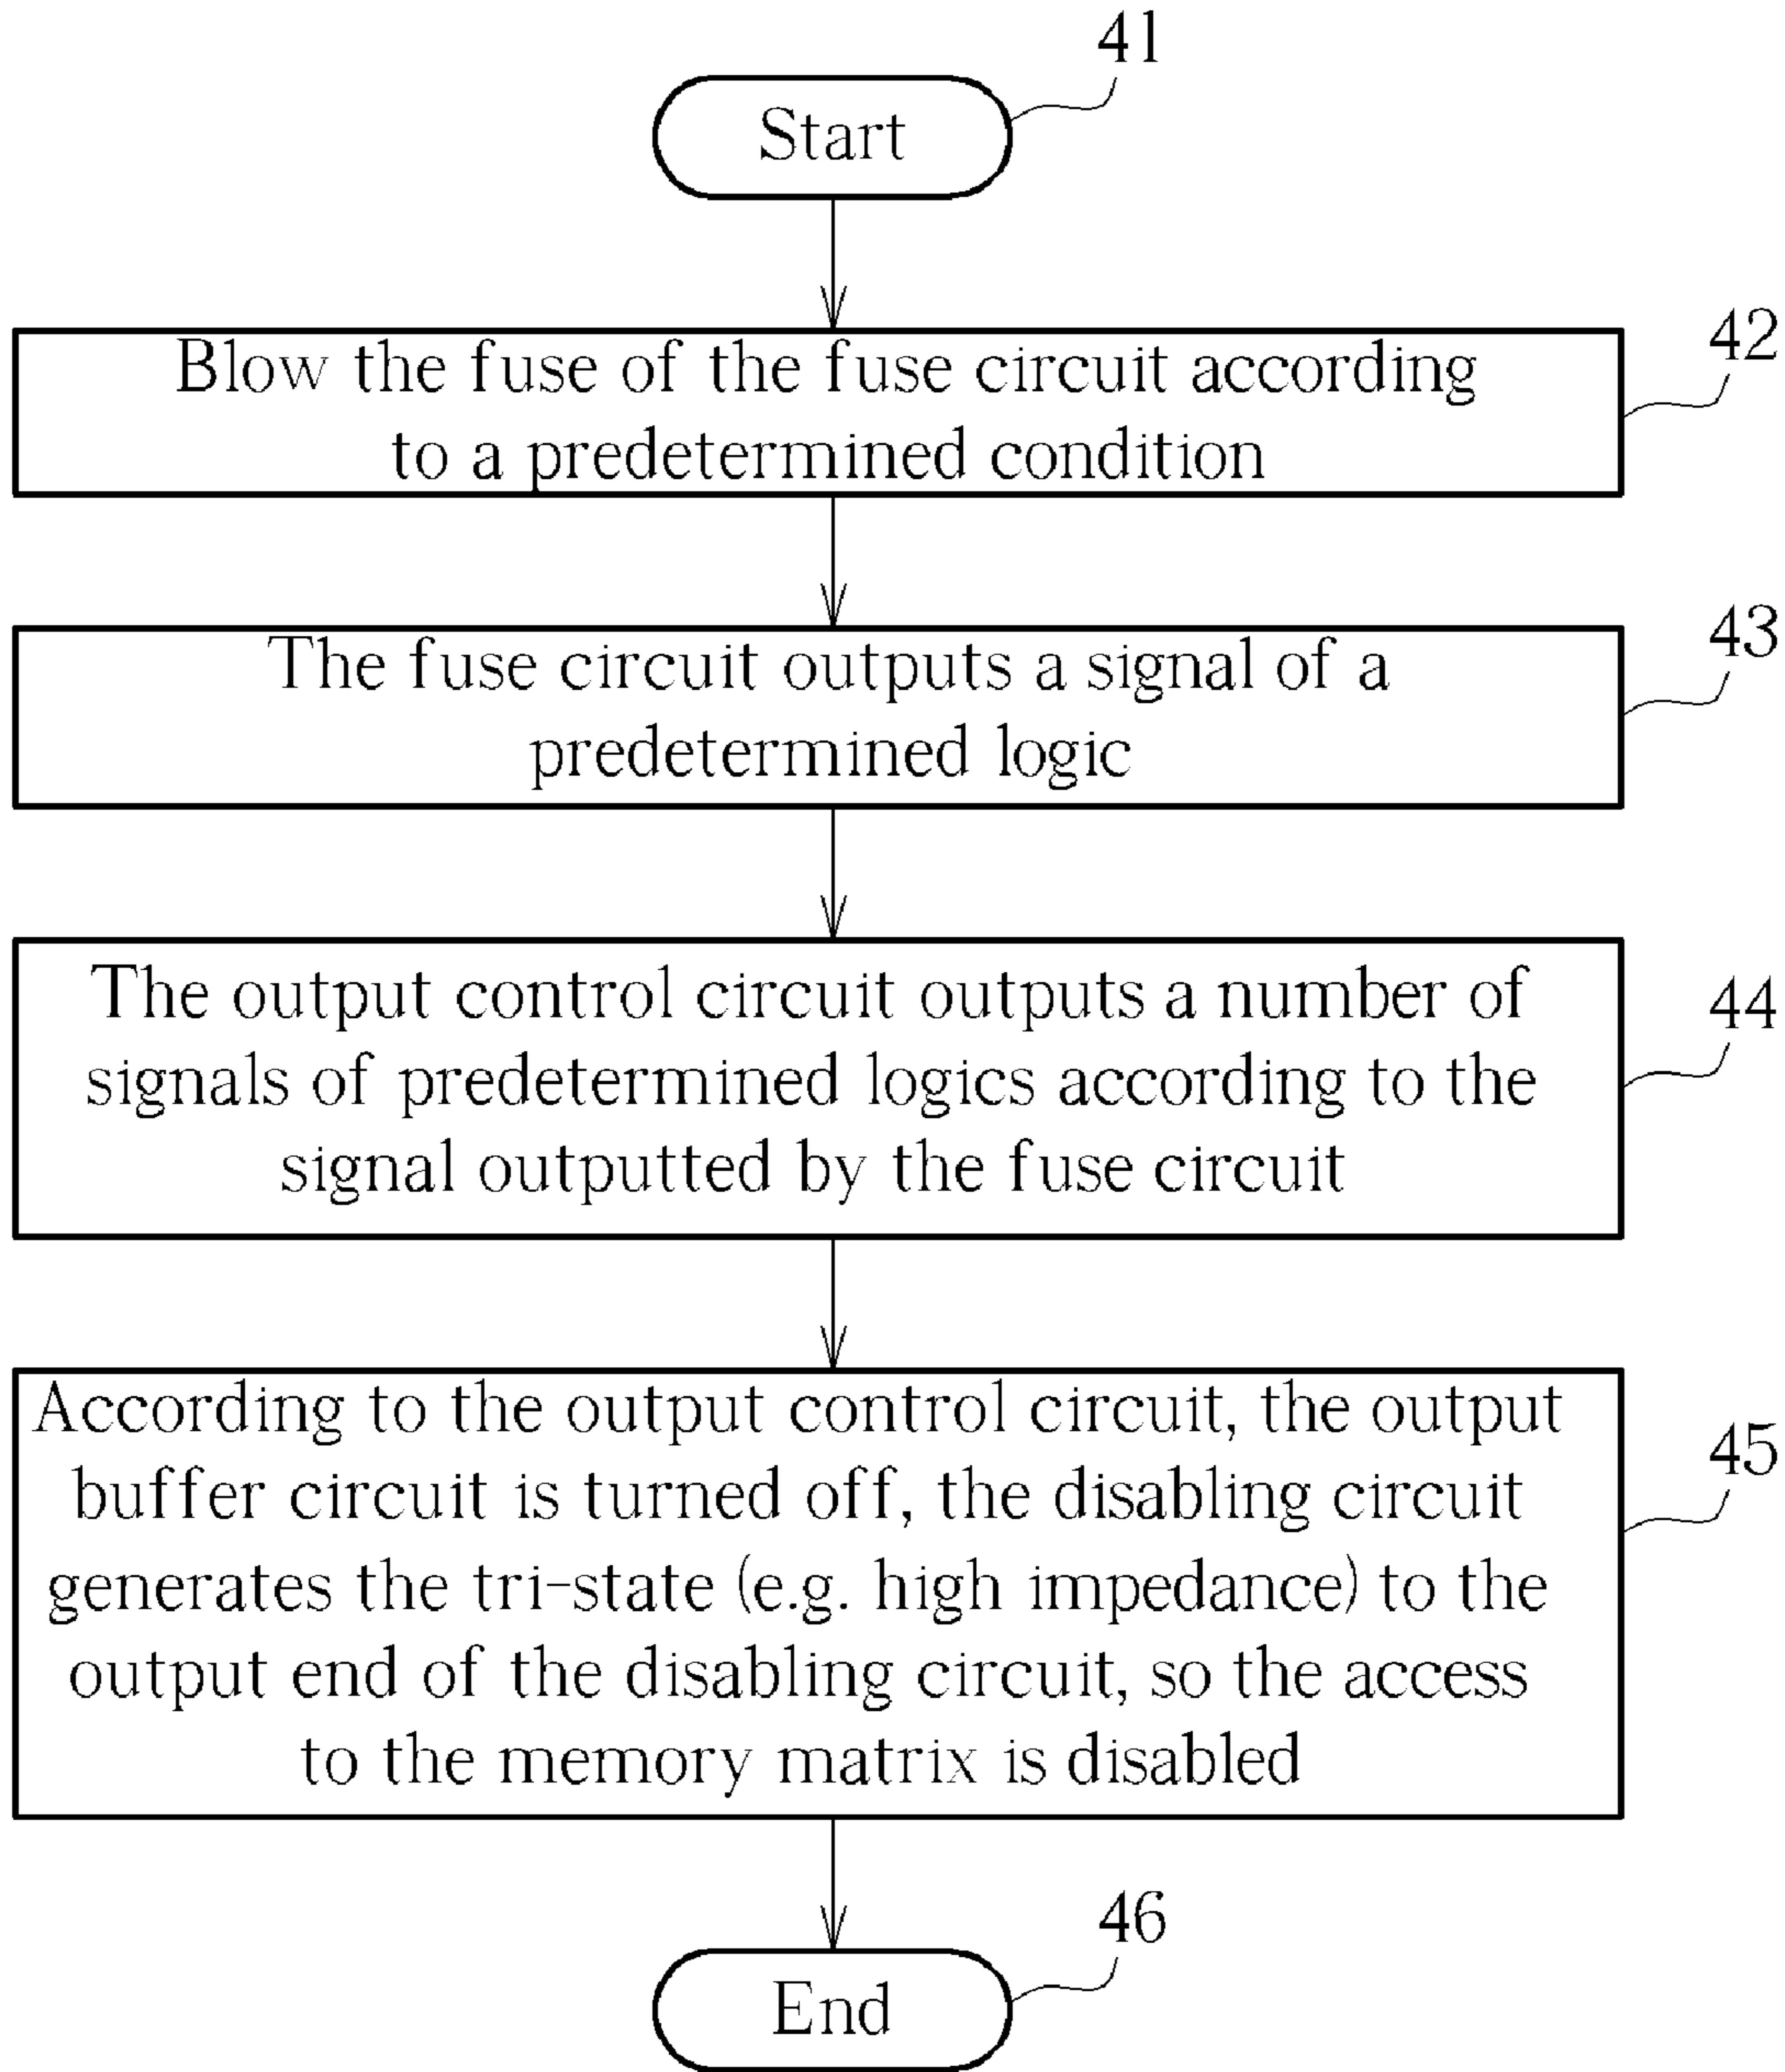 41
Start
42
Blow the fuse of the fuse circuit according
to a predetermined condition
43
The fuse circuit outputs a signal of a
predetermined logic
44
The output control circuit outputs a number of
signals of predetermined logics according to the
signal outputted by the fuse circuit
45
According to the output control circuit, the output
buffer circuit is turned off, the disabling circuit
generates the tri-state (e.g. high impedance) to the
output end of the disabling circuit, so the access
to the memory matrix is disabled
46
End